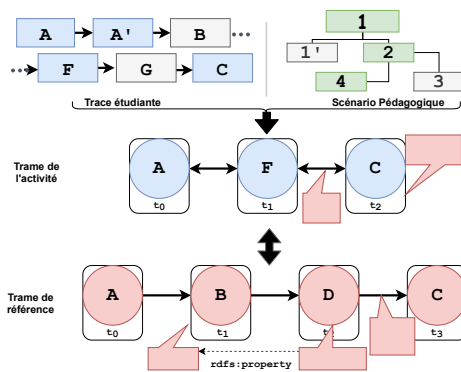 A A' B ...
... F G C
1
1' 2
4 3
Trace étudiante
Scénario Pédagogique
Trame de
l'activité
A F C
t0 t1 t2
Trame de
référence
A B D C
t0 t1 t3
rdfs:property